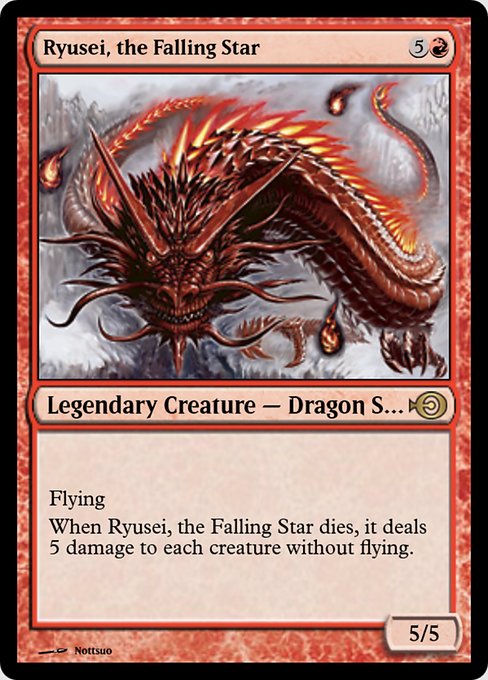 Ryusei, the Falling Star 5
Legendary Creature — Dragon S...
Flying
When Ryusei, the Falling Star dies, it deals
5 damage to each creature without flying.
5/5
Nottsuo